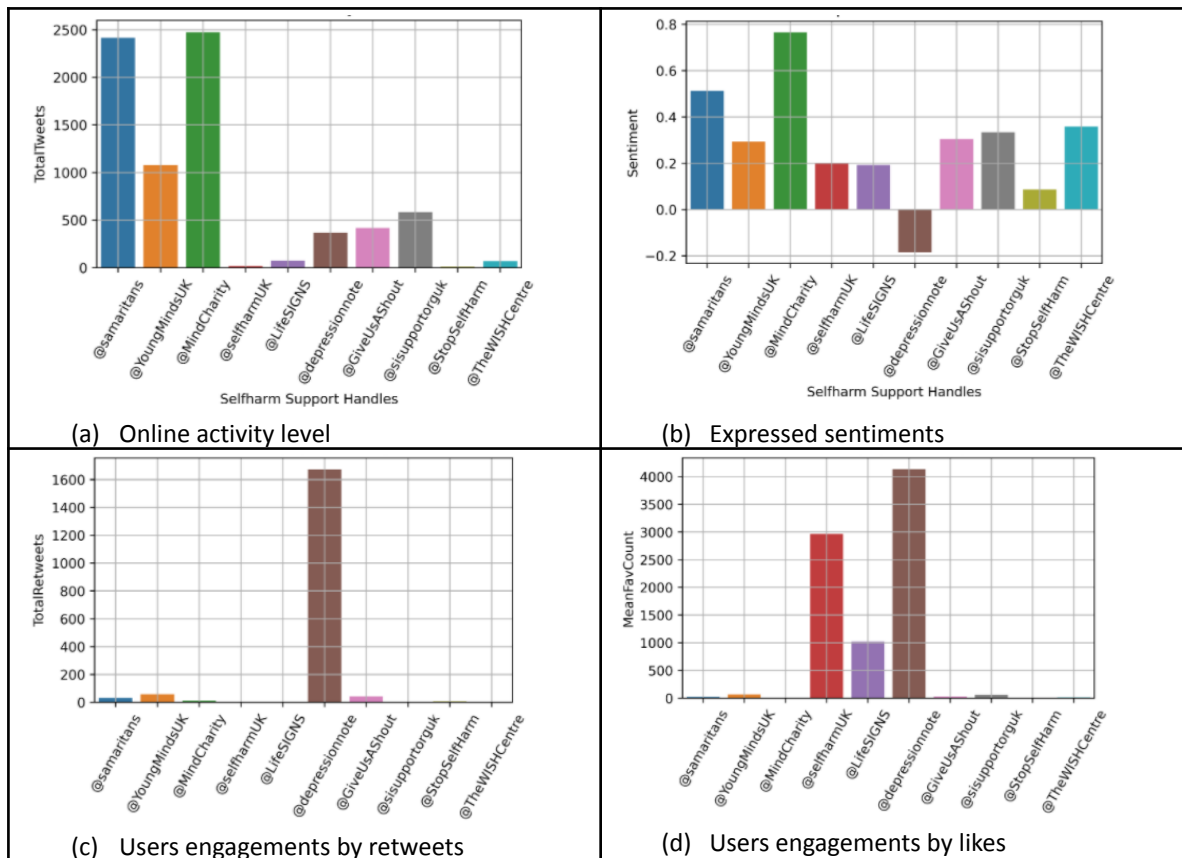 2500
2000
1500
1000
500
0
TotalTweets
@samaritans
@YoungMindsUK
@MindCharity
@selfharmUK
@LifeSIGNS
@depressionnote
@GiveUsAShout
@sisupportorguk
@StopSelfHarm
@TheWISHCentre
Selfharm Support Handles
(a) Online activity level
0.8
0.6
0.4
0.2
0.0
−0.2
Sentiment
@samaritans
@YoungMindsUK
@MindCharity
@selfharmUK
@LifeSIGNS
@depressionnote
@GiveUsAShout
@sisupportorguk
@StopSelfHarm
@TheWISHCentre
Selfharm Support Handles
(b) Expressed sentiments
1600
1400
1200
1000
800
600
400
200
0
TotalRetweets
@samaritans
@YoungMindsUK
@MindCharity
@selfharmUK
@LifeSIGNS
@depressionnote
@GiveUsAShout
@sisupportorguk
@StopSelfHarm
@TheWISHCentre
(c) Users engagements by retweets
4000
3500
3000
2500
2000
1500
1000
500
0
MeanFavCount
@samaritans
@YoungMindsUK
@MindCharity
@selfharmUK
@LifeSIGNS
@depressionnote
@GiveUsAShout
@sisupportorguk
@StopSelfHarm
@TheWISHCentre
(d) Users engagements by likes